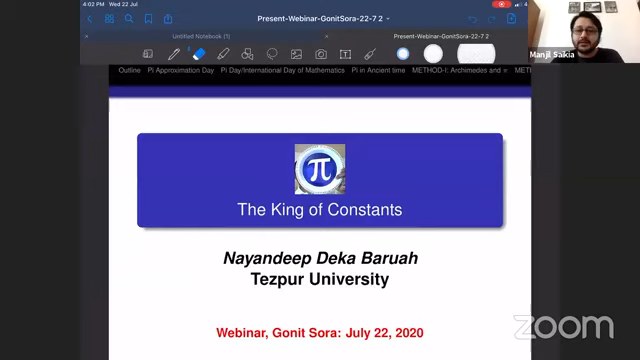 4:02 PM Wed 22 Jul
Present-Webinar-GonitSora-22-7 2
Untitled Notebook (1)
Present-Webinar-GonitSora-22-7 2
Manjil Saikia
Outline Pi Approximation Day Pi Day/International Day of Mathematics Pi in Ancient time METHOD-I: Archimedes and METH
π
The King of Constants
Nayandeep Deka Baruah
Tezpur University
Webinar, Gonit Sora: July 22, 2020
zoom